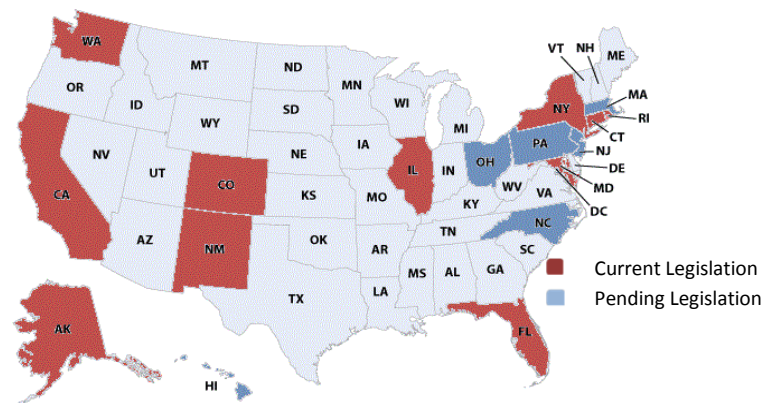 WA
MT
ND
MN
VT
NH
ME
OR
ID
WY
SD
WI
MI
NY
MA
RI
CT
NJ
DE
MD
DC
NV
UT
CO
NE
IA
IL
IN
OH
PA
WV
VA
CA
AZ
NM
KS
MO
KY
NC
OK
AR
TN
SC
TX
LA
MS
AL
GA
FL
AK
HI
Current Legislation
Pending Legislation